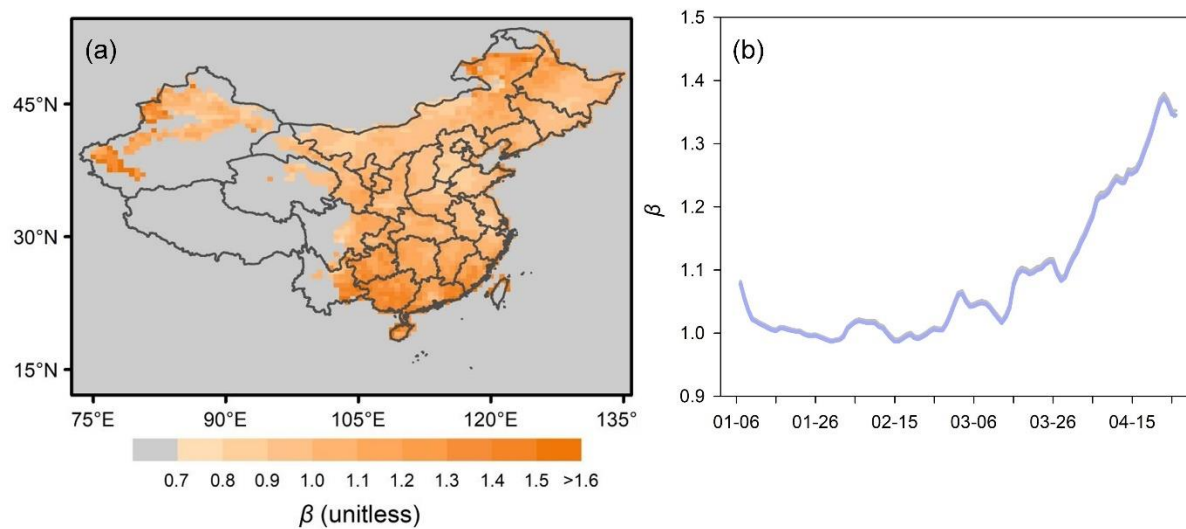 (a)
45°N
30°N
15°N
75°E 90°E 105°E 120°E 135°E
0.7 0.8 0.9 1.0 1.1 1.2 1.3 1.4 1.5 >1.6
β (unitless)
(b)
1.5
1.4
1.3
1.2
1.1
1.0
0.9
β
01-06 01-26 02-15 03-06 03-26 04-15